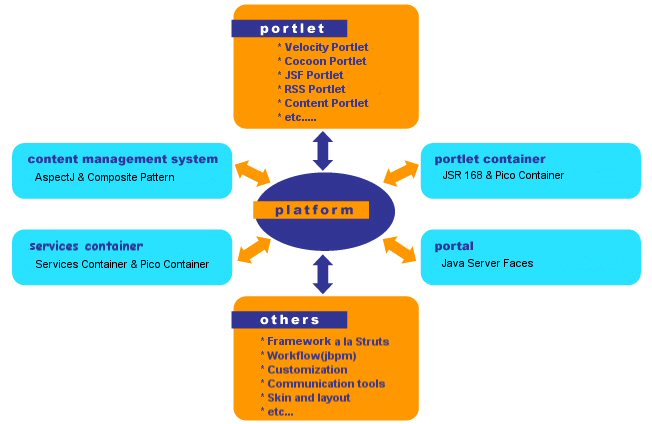 portlet
* Velocity Portlet
* Cocoon Portlet
* JSF Portlet
* RSS Portlet
* Content Portlet
* etc.....
content management system
AspectJ & Composite Pattern
portlet container
JSR 168 & Pico Container
platform
services container
Services Container & Pico Container
portal
Java Server Faces
others
* Framework a la Struts
* Workflow(jbpm)
* Customization
* Communication tools
* Skin and layout
* etc...